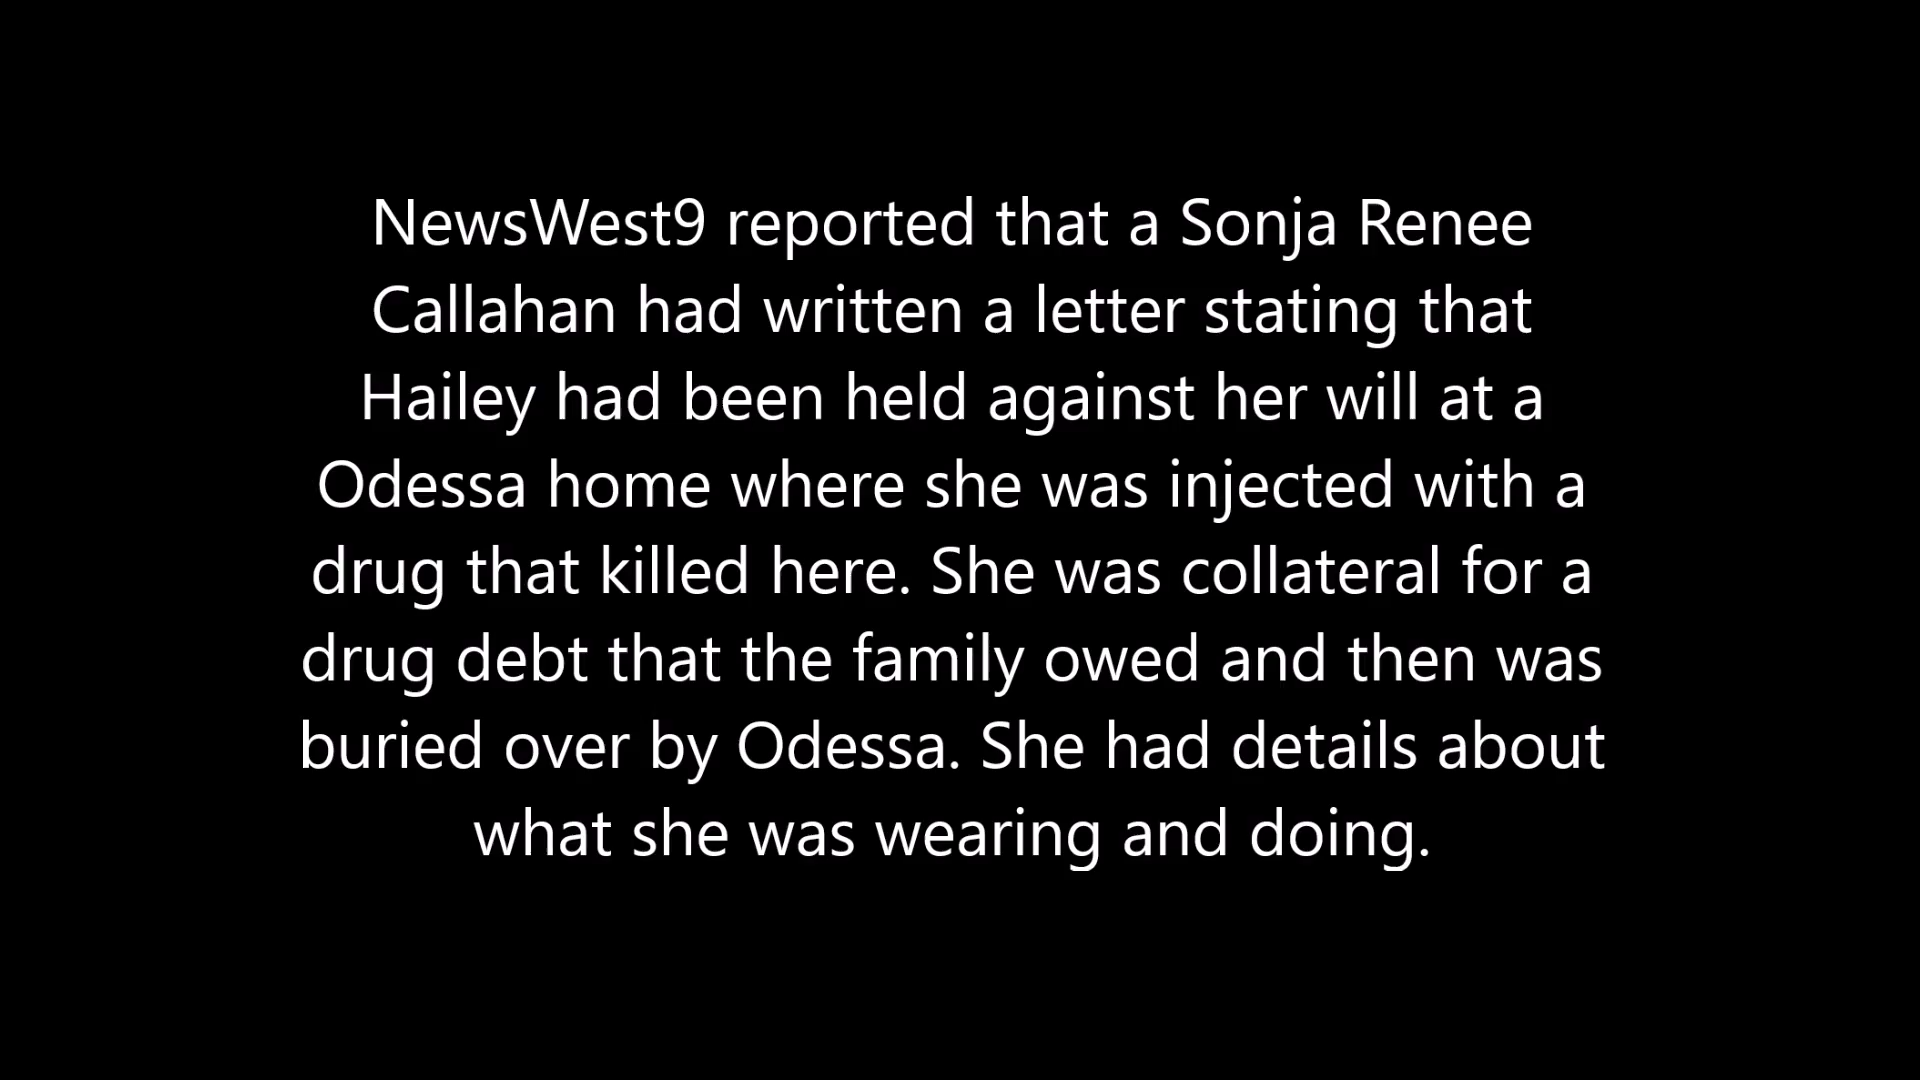 NewsWest9 reported that a Sonja Renee
Callahan had written a letter stating that
Hailey had been held against her will at a
Odessa home where she was injected with a
drug that killed here. She was collateral for a
drug debt that the family owed and then was
buried over by Odessa. She had details about
what she was wearing and doing.